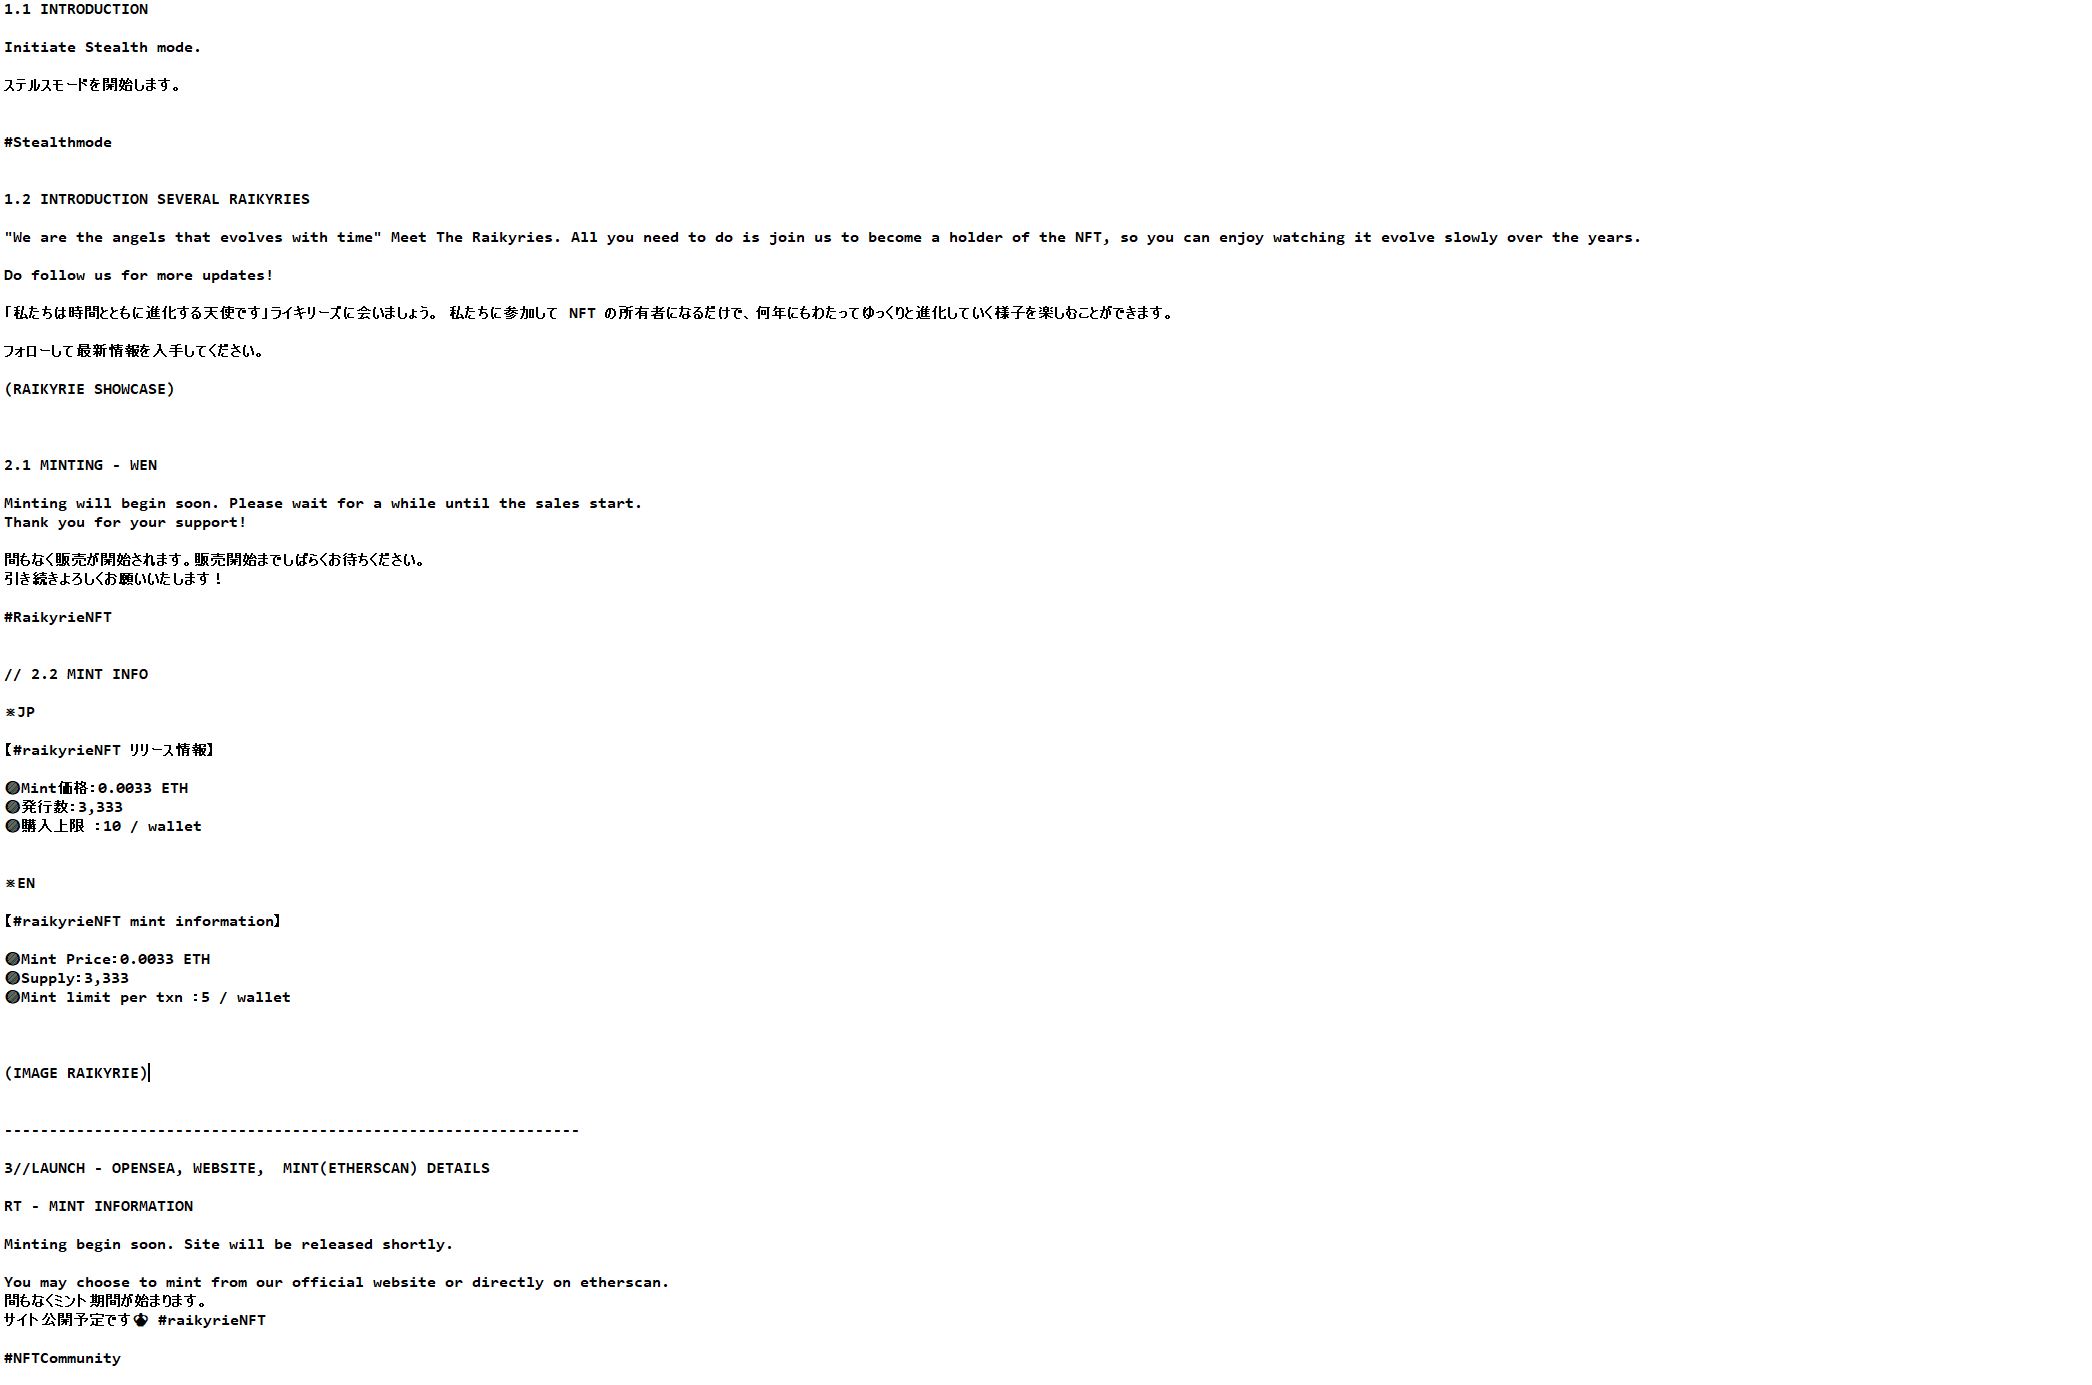 1.1 INTRODUCTION
Initiate Stealth mode.
ステルスモードを開始します。
#Stealthmode
1.2 INTRODUCTION SEVERAL RAIKYRIES
"We are the angels that evolves with time" Meet The Raikyries. All you need to do is join us to become a holder of the NFT, so you can enjoy watching it evolve slowly over the years.
Do follow us for more updates!
「私たちは時間とともに進化する天使です」ライキリーズに会いましょう。 私たちに参加して NFT の所有者になるだけで、何年にもわたってゆっくりと進化していく様子を楽しむことができます。
フォローして最新情報を入手してください。
(RAIKYRIE SHOWCASE)
2.1 MINTING - WEN
Minting will begin soon. Please wait for a while until the sales start.
Thank you for your support!
間もなく販売が開始されます。販売開始までしばらくお待ちください。
引き続きよろしくお願いいたします！
#RaikyrieNFT
// 2.2 MINT INFO
※JP
【#raikyrieNFT リリース情報】
⚫Mint価格：0.0033 ETH
⚫発行数：3,333
⚫購入上限 ：10 / wallet
※EN
【#raikyrieNFT mint information】
⚫Mint Price：0.0033 ETH
⚫Supply：3,333
⚫Mint limit per txn ：5 / wallet
(IMAGE RAIKYRIE)
----------------------------------------------------------------
3//LAUNCH - OPENSEA, WEBSITE,  MINT(ETHERSCAN) DETAILS
RT - MINT INFORMATION
Minting begin soon. Site will be released shortly.
You may choose to mint from our official website or directly on etherscan.
間もなくミント期間が始まります。
サイト公開予定です #raikyrieNFT
#NFTCommunity